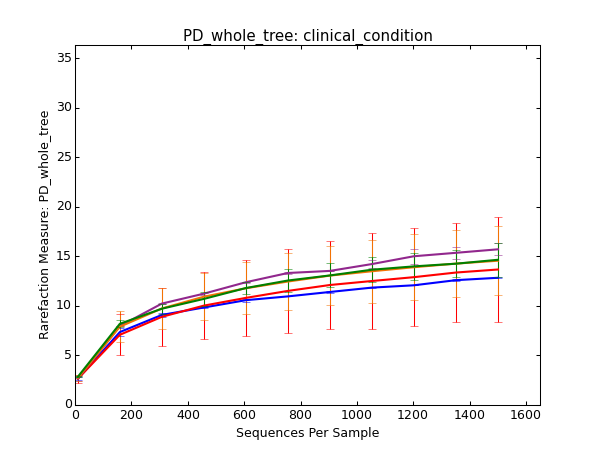 PD_whole_tree: clinical_condition
Rarefaction Measure: PD_whole_tree
35
30
25
20
15
10
5
0
0 200 400 600 800 1000 1200 1400 1600
Sequences Per Sample